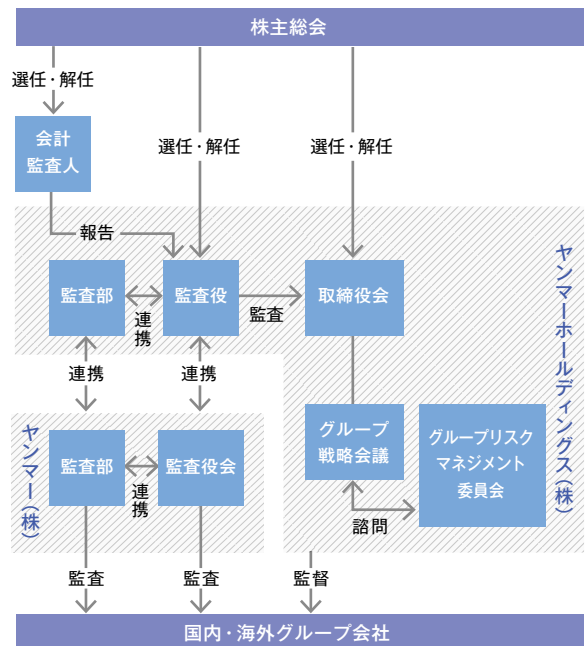 株主総会
選任・解任
会計
監査人
選任・解任
選任・解任
報告
監査部
連携
監査役
監査
取締役会
ヤンマーホールディングス(株)
連携
連携
ヤンマー(株)
監査部
連携
監査役会
グループ
戦略会議
グループリスク
マネジメント
委員会
諮問
監査
監査
監督
国内・海外グループ会社